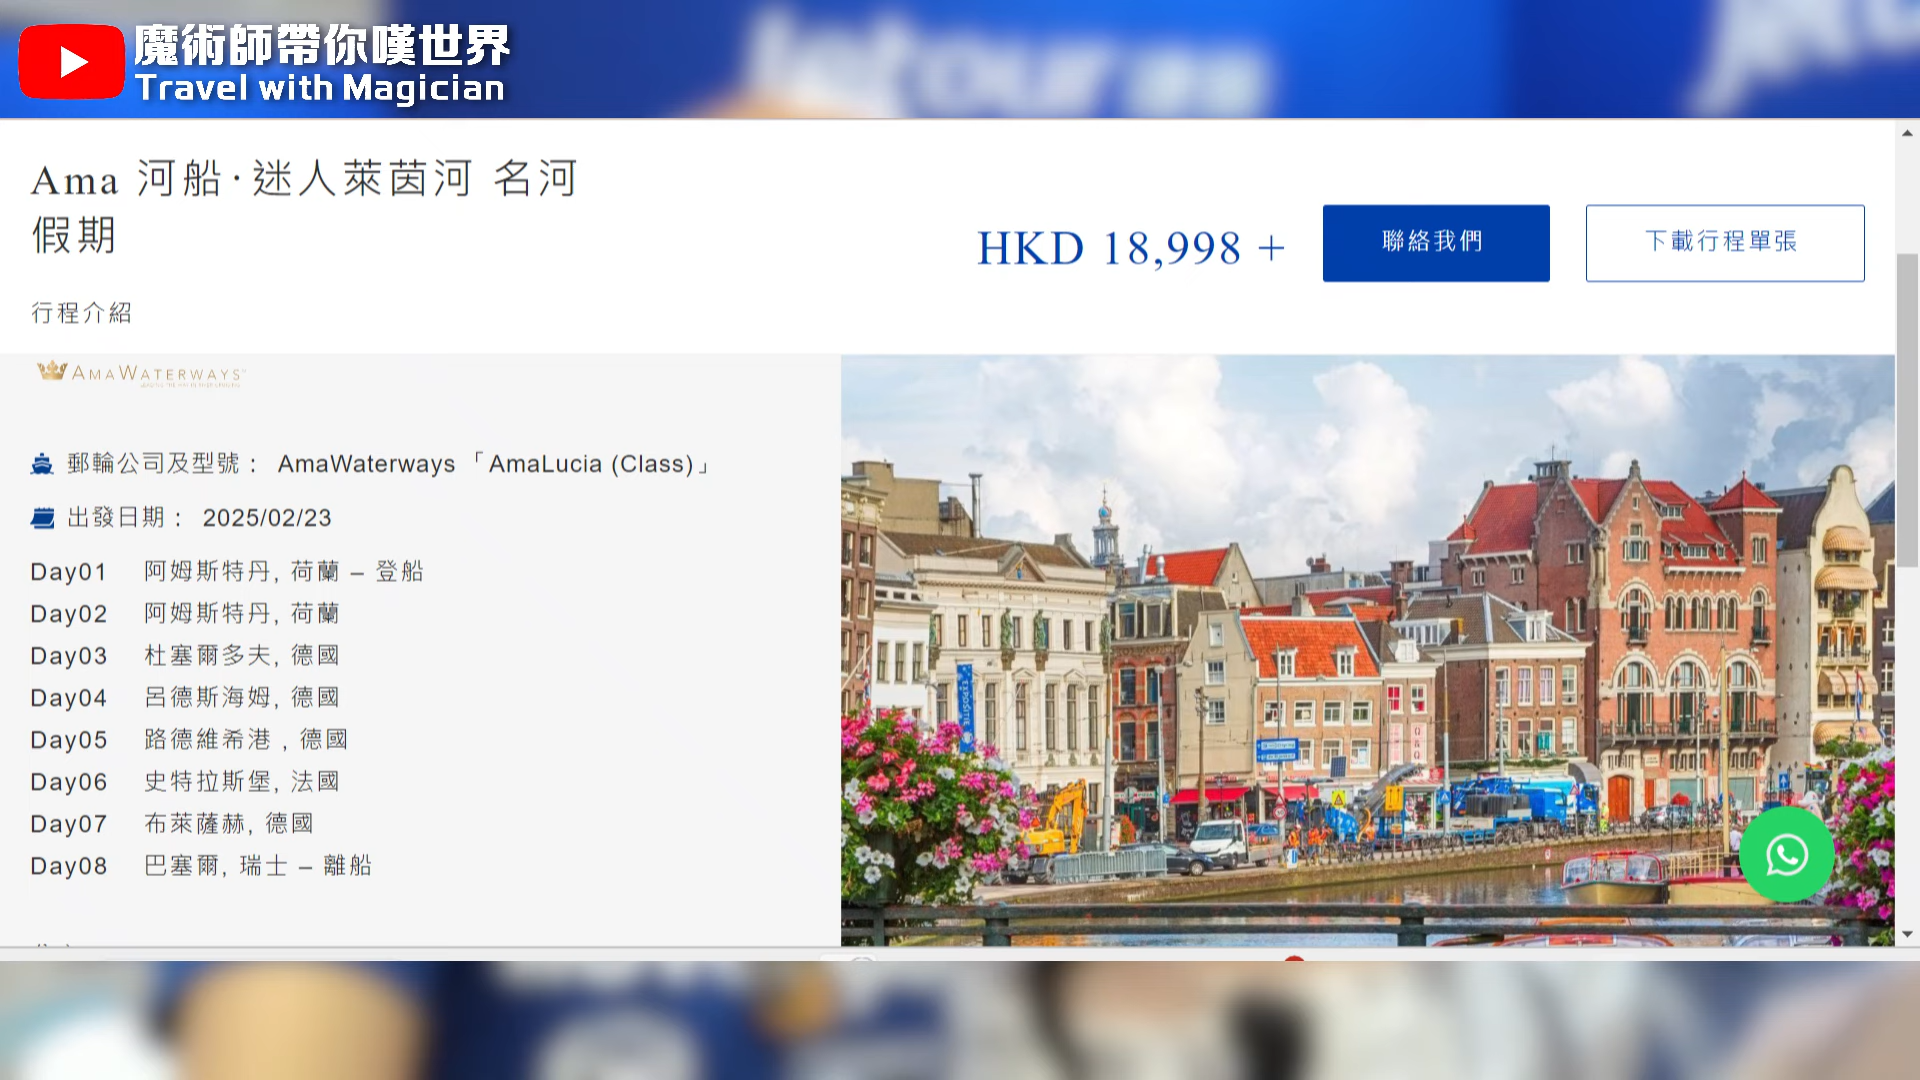 魔術師帶你嘆世界
Travel with Magician
Ama 河船·迷人萊茵河 名河
假期
HKD 18,998 +
聯絡我們
下載行程單張
行程介紹
AMAWATERWAYS
郵輪公司及型號： AmaWaterways 「AmaLucia (Class)」
出發日期： 2025/02/23
Day01 阿姆斯特丹, 荷蘭 – 登船
Day02 阿姆斯特丹, 荷蘭
Day03 杜塞爾多夫, 德國
Day04 呂德斯海姆, 德國
Day05 路德維希港 , 德國
Day06 史特拉斯堡, 法國
Day07 布萊薩赫, 德國
Day08 巴塞爾, 瑞士 – 離船